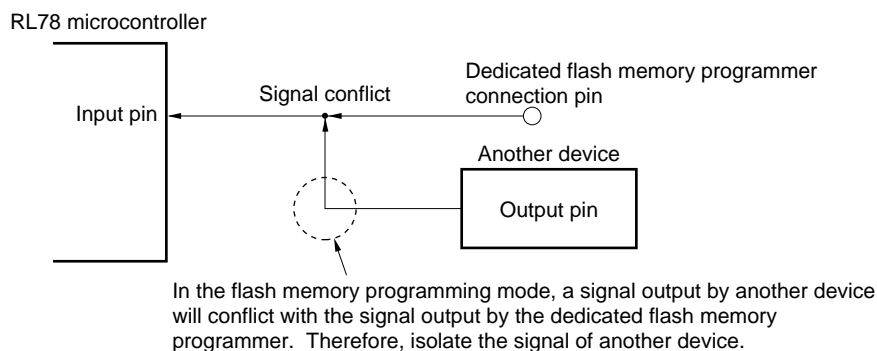 RL78 microcontroller
Dedicated flash memory programmer
connection pin
Signal conflict
Input pin
Another device
Output pin
In the flash memory programming mode, a signal output by another device
will conflict with the signal output by the dedicated flash memory
programmer.  Therefore, isolate the signal of another device.